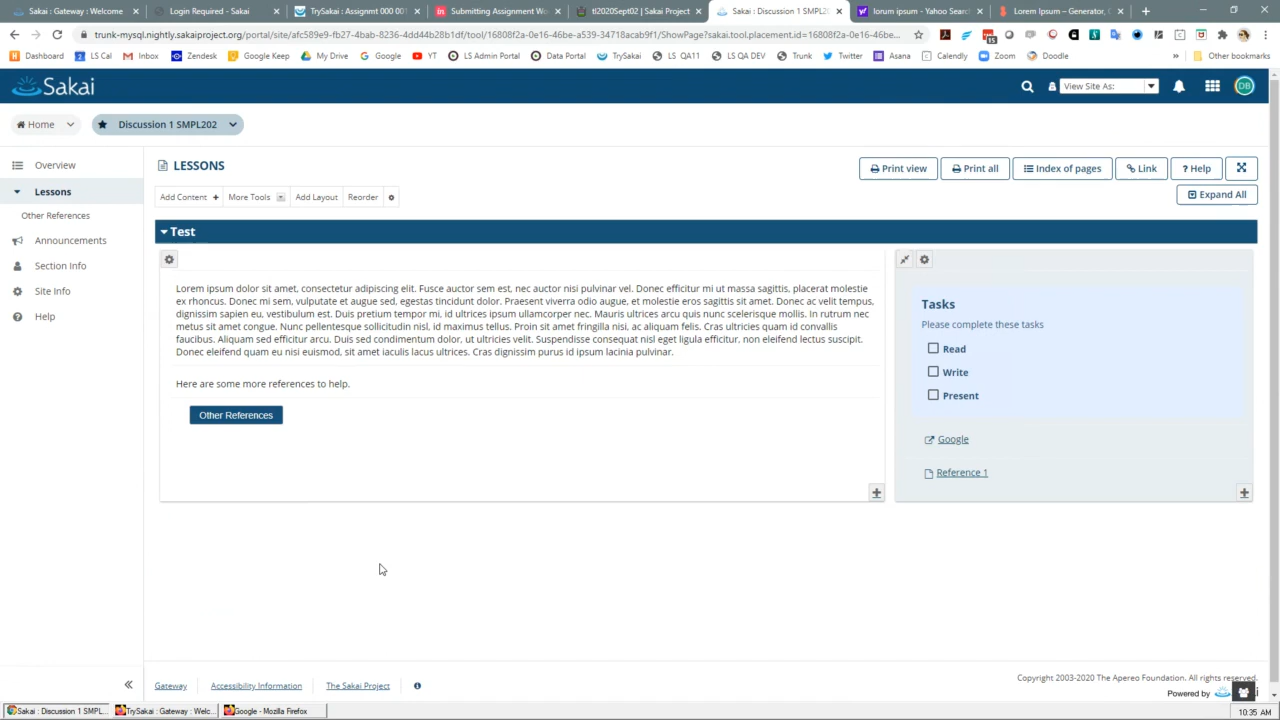 Sakai : Gateway : Welcome
Login Required - Sakai
TrySakai : Assignmt 000 001
Submitting Assignment Wo
tl2020Sept02 | Sakai Project
Sakai : Discussion 1 SMPL20
lorum ipsum - Yahoo Searc
Lorem Ipsum – Generator, O
trunk-mysql.nightly.sakaiproject.org/portal/site/afc589e9-fb27-4bab-8236-4dd44b28b1df/tool/16808f2a-0e16-46be-a539-34718acab9f1/ShowPage?sakai.tool.placement.id=16808f2a-0e16-46be...
15
Dashboard
LS Cal
Inbox
Zendesk
Google Keep
My Drive
Google
YT
LS Admin Portal
Data Portal
TrySakai
LS QA11
LS QA DEV
Trunk
Twitter
Asana
Calendly
Zoom
Doodle
»
Other bookmarks
Sakai
View Site As:
DB
Home
Discussion 1 SMPL202
Overview
Lessons
Other References
Announcements
Section Info
Site Info
Help
LESSONS
Print view
Print all
Index of pages
Link
? Help
Expand All
Add Content +
More Tools
Add Layout
Reorder
Test
Lorem ipsum dolor sit amet, consectetur adipiscing elit. Fusce auctor sem est, nec auctor nisi pulvinar vel. Donec efficitur mi ut massa sagittis, placerat molestie
ex rhoncus. Donec mi sem, vulputate et augue sed, egestas tincidunt dolor. Praesent viverra odio augue, et molestie eros sagittis sit amet. Donec ac velit tempus,
dignissim sapien eu, vestibulum est. Duis pretium tempor mi, id ultrices ipsum ullamcorper nec. Mauris ultrices arcu quis nunc scelerisque mollis. In rutrum nec
metus sit amet congue. Nunc pellentesque sollicitudin nisl, id maximus tellus. Proin sit amet fringilla nisi, ac aliquam felis. Cras ultricies quam id convallis
faucibus. Aliquam sed efficitur arcu. Duis sed condimentum dolor, ut ultricies velit. Suspendisse consequat nisl eget ligula efficitur, non eleifend lectus suscipit.
Donec eleifend quam eu nisi euismod, sit amet iaculis lacus ultrices. Cras dignissim purus id ipsum lacinia pulvinar.
Here are some more references to help.
Other References
Tasks
Please complete these tasks
Read
Write
Present
Google
Reference 1
Gateway
Accessibility Information
The Sakai Project
Copyright 2003-2020 The Apereo Foundation. All rights reserved.
Powered by
Sakai : Discussion 1 SMPL...
TrySakai : Gateway : Welc...
Google - Mozilla Firefox
10:35 AM